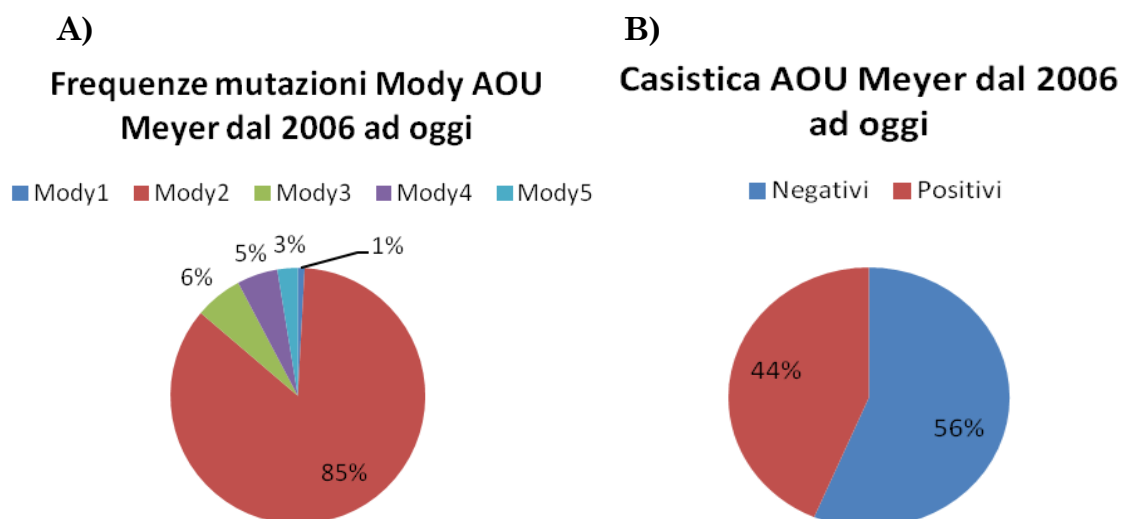 A)
Frequenze mutazioni Mody AOU
Meyer dal 2006 ad oggi
Mody1 Mody2 Mody3 Mody4 Mody5
5% 3% 1%
6%
85%
B)
Casistica AOU Meyer dal 2006
ad oggi
Negativi Positivi
44%
56%